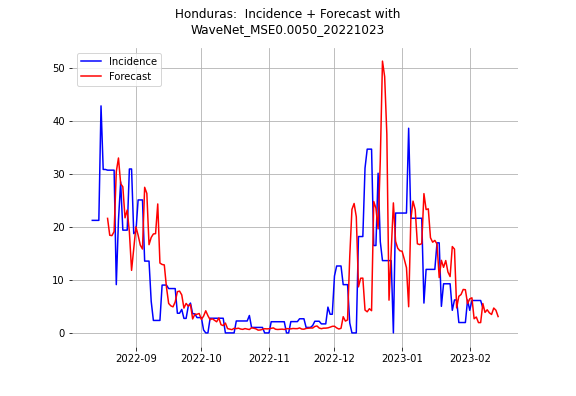 Honduras:  Incidence + Forecast with
WaveNet_MSE0.0050_20221023
Incidence
Forecast
50
40
30
20
10
0
2022-09 2022-10 2022-11 2022-12 2023-01 2023-02